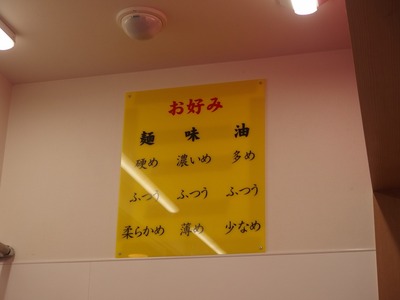 お好み
麺 味 油
硬め 濃いめ 多め
ふつう ふつう ふつう
柔らかめ 薄め 少なめ